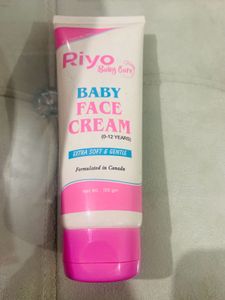 Riyo
Baby Care
BABY
FACE
CREAM
(0-12 YEARS)
EXTRA SOFT & GENTLE
Formulated in Canada